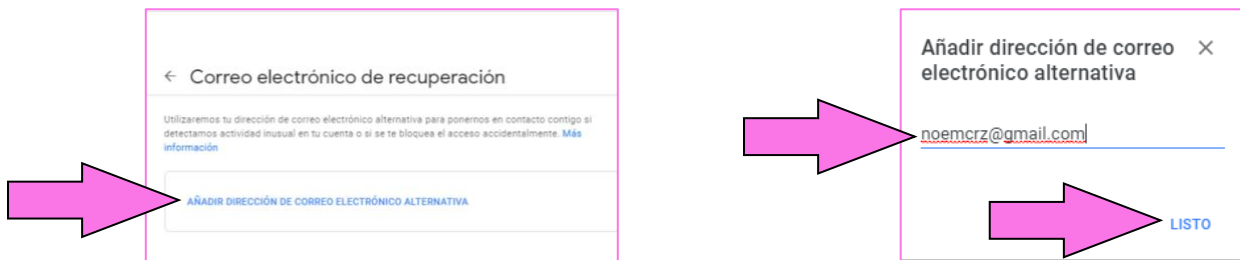 ← Correo electrónico de recuperación
Utilizaremos tu dirección de correo electrónico alternativa para ponernos en contacto contigo si
detectamos actividad inusual en tu cuenta o si se te bloquea el acceso accidentalmente. Más
información
AÑADIR DIRECCIÓN DE CORREO ELECTRÓNICO ALTERNATIVA
Añadir dirección de correo
electrónico alternativa
noemcrz@gmail.com
LISTO